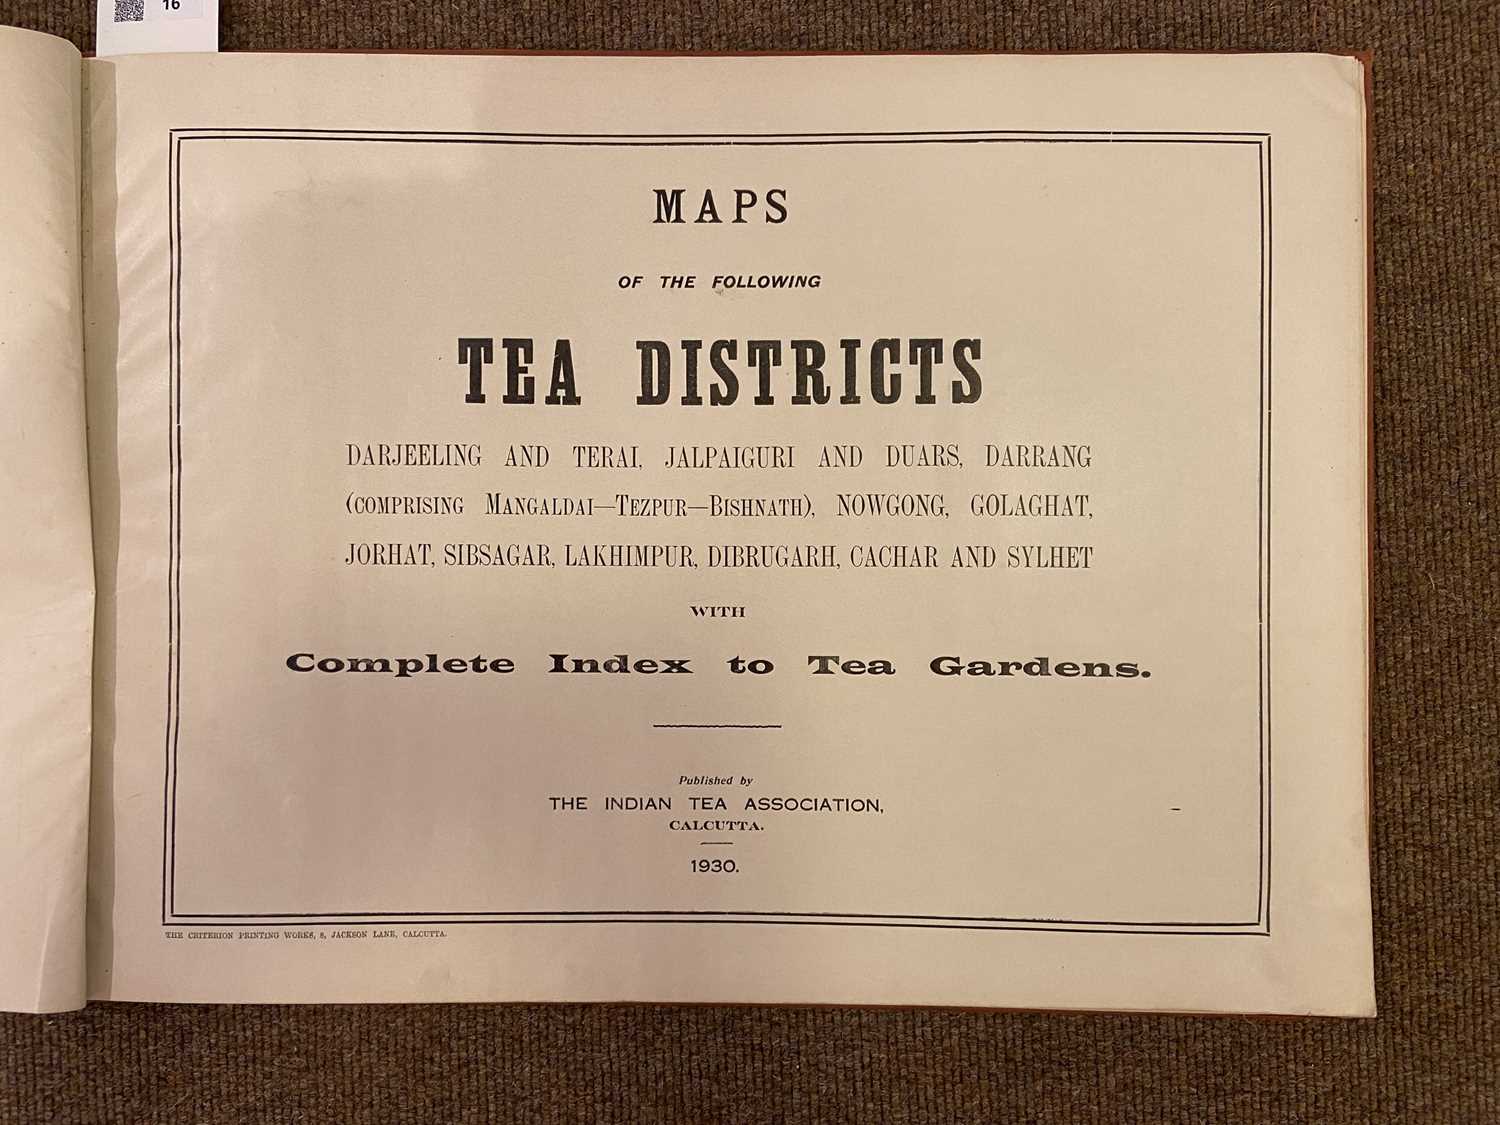 16
MAPS
OF THE FOLLOWING
TEA DISTRICTS
DARJEELING AND TERAI, JALPAIGURI AND DUARS, DARRANG
(COMPRISING MANGALDAI—TEZPUR—BISHNATH), NOWGONG, GOLAGHAT,
JORHAT, SIBSAGAR, LAKHIMPUR, DIBRUGARH, CACHAR AND SYLHET
WITH
Complete Index to Tea Gardens.
Published by
THE INDIAN TEA ASSOCIATION,
CALCUTTA.
1930.
THE CRITERION PRINTING WORKS, 8, JACKSON LANE, CALCUTTA.